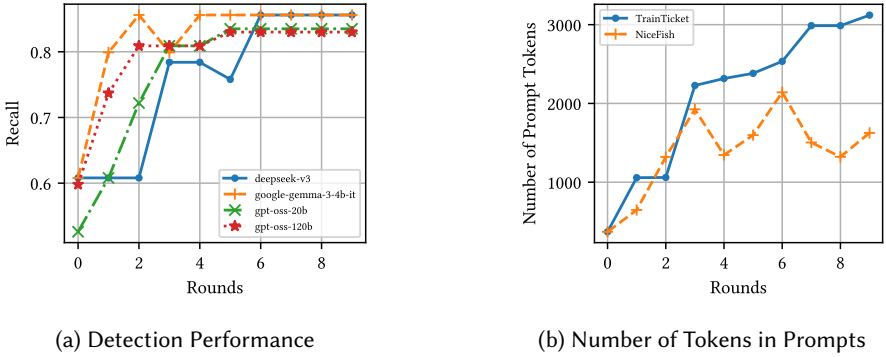 0.8
0.7
0.6
Recall
0 2 4 6 8
Rounds
deepseek-v3
google-gemma-3-4b-it
gpt-oss-20b
gpt-oss-120b
(a) Detection Performance
3000
2000
1000
Number of Prompt Tokens
0 2 4 6 8
Rounds
TrainTicket
NiceFish
(b) Number of Tokens in Prompts